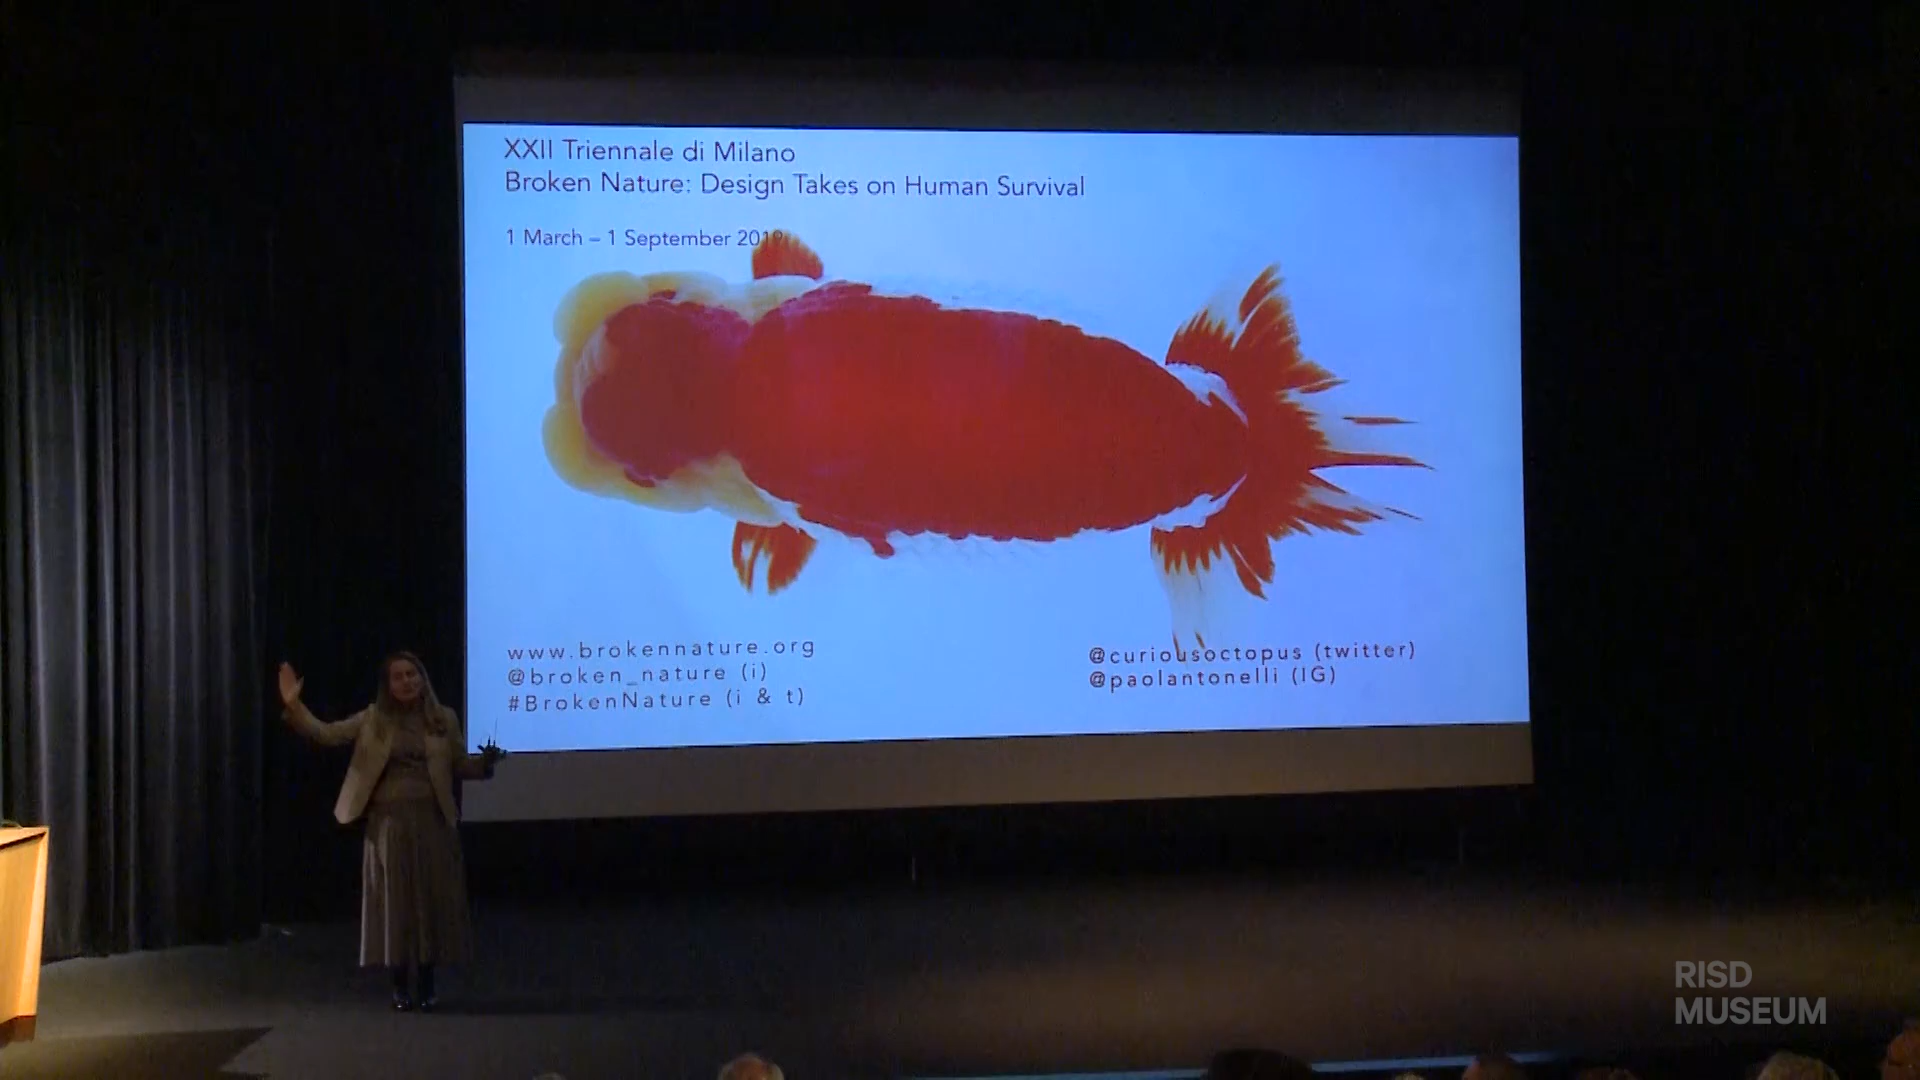 XXII Triennale di Milano
Broken Nature: Design Takes on Human Survival
1 March – 1 September 2019
www.brokennature.org
@broken_nature (i)
#BrokenNature (i & t)
@curiousoctopus (twitter)
@paolantonelli (IG)
RISD
MUSEUM